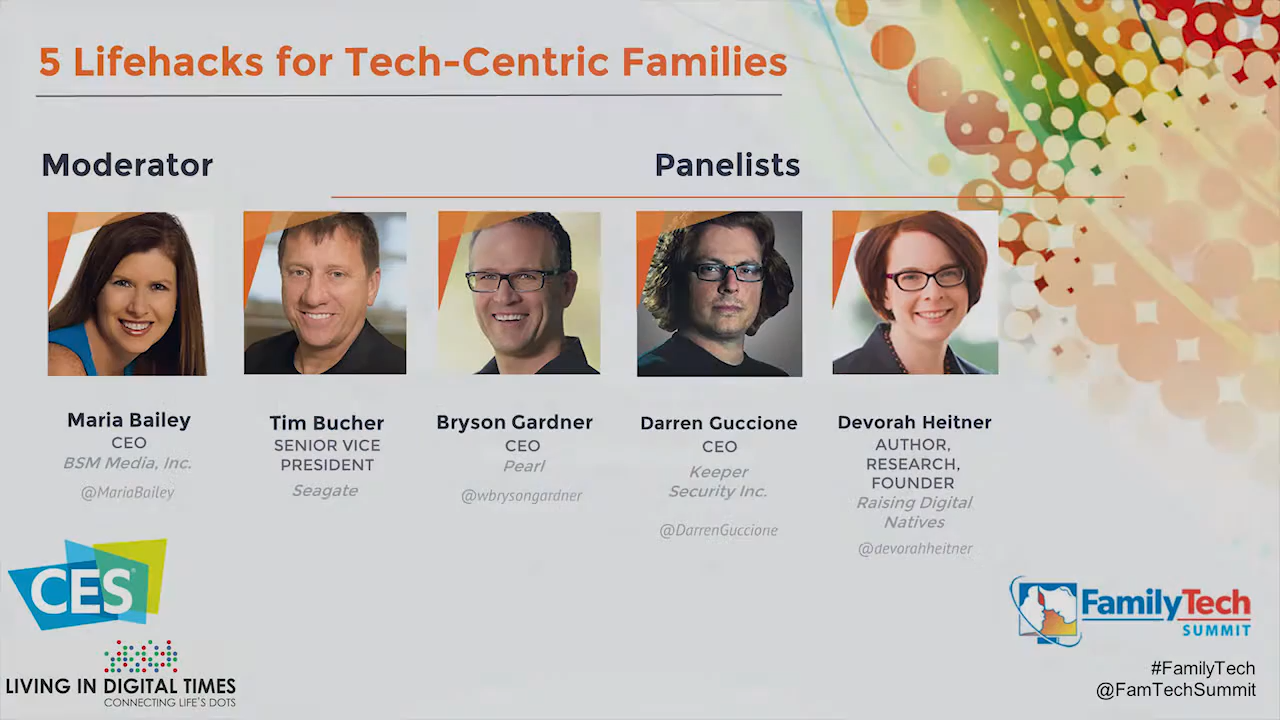 5 Lifehacks for Tech-Centric Families
Moderator
Panelists
Maria Bailey
CEO
BSM Media, Inc.
@MariaBailey
Tim Bucher
SENIOR VICE
PRESIDENT
Seagate
Bryson Gardner
CEO
Pearl
@wbrysongardner
Darren Guccione
CEO
Keeper
Security Inc.
@DarrenGuccione
Devorah Heitner
AUTHOR,
RESEARCH,
FOUNDER
Raising Digital
Natives
@devorahheitner
CES®
LIVING IN DIGITAL TIMES
CONNECTING LIFE'S DOTS
FamilyTech
SUMMIT
#FamilyTech
@FamTechSummit